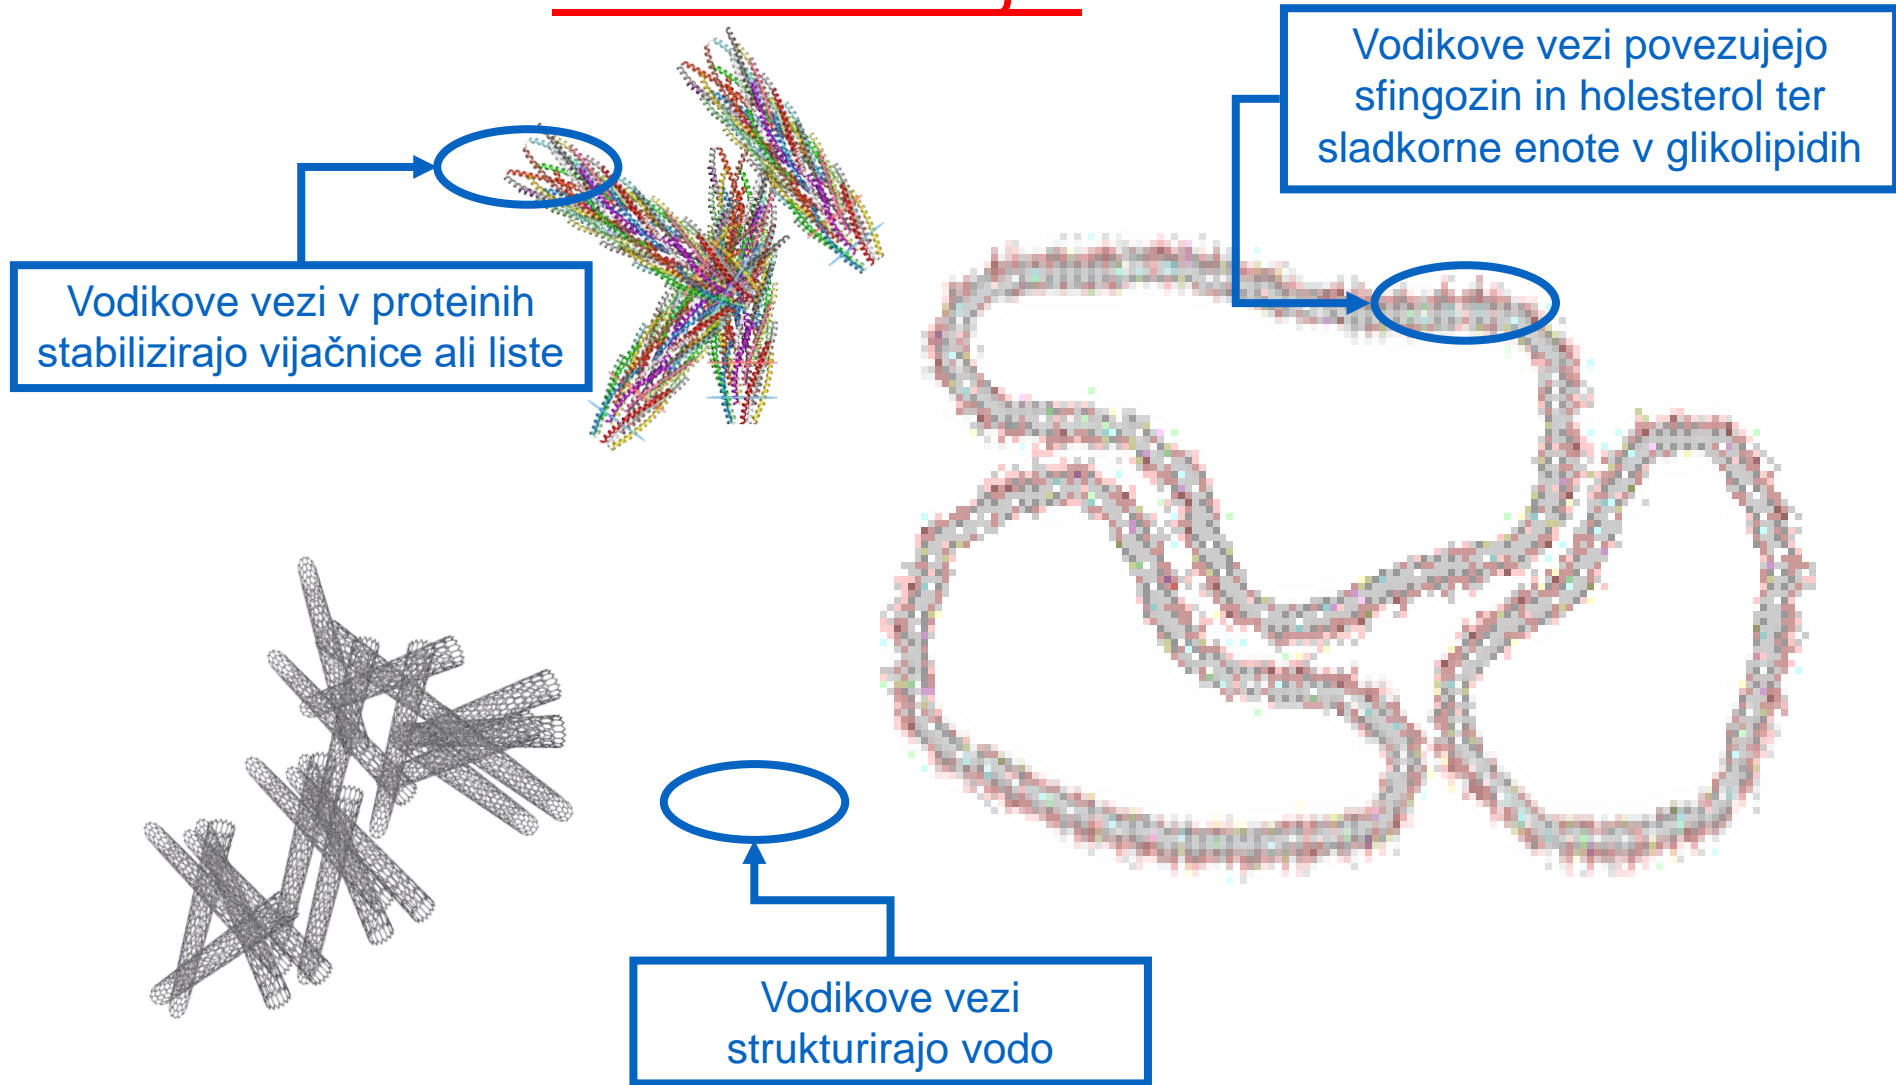 Vodikove vezi povezujejo
sfingozin in holesterol ter
sladkorne enote v glikolipidih
Vodikove vezi v proteinih
stabilizirajo vijačnice ali liste
Vodikove vezi
strukturirajo vodo